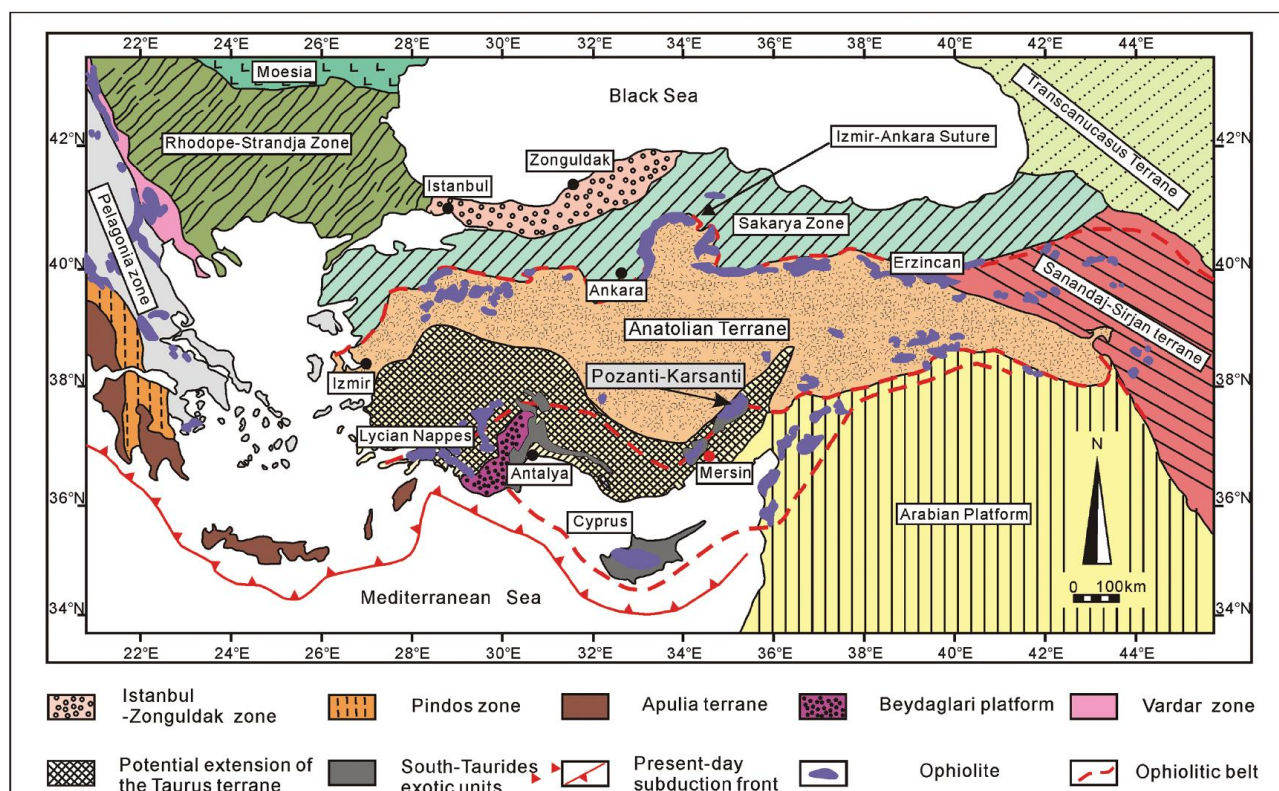 22°E 24°E 26°E 28°E 30°E 32°E 34°E 36°E 38°E 40°E 42°E 44°E
Moesia
Black Sea
Transcanucasus Terrane
42°N
42°N
Rhodope-Strandja Zone
Izmir-Ankara Suture
Zonguldak
Istanbul
Pelagonia zone
Sakarya Zone
40°N
Erzincan
40°N
Ankara
Sanandai-Sirjan terrane
Anatolian Terrane
38°N
Izmir
Pozanti-Karsanti
38°N
Lycian Nappes
Antalya
Mersin
N
36°N
36°N
Cyprus
Arabian Platform
0 100km
34°N
Mediterranean Sea
34°N
22°E 24°E 26°E 28°E 30°E 32°E 34°E 36°E 38°E 40°E 42°E 44°E
Istanbul
-Zonguldak zone
Pindos zone
Apulia terrane
Beydaglari platform
Vardar zone
Potential extension of
the Taurus terrane
South-Taurides
exotic units
Present-day
subduction front
Ophiolite
Ophiolitic belt